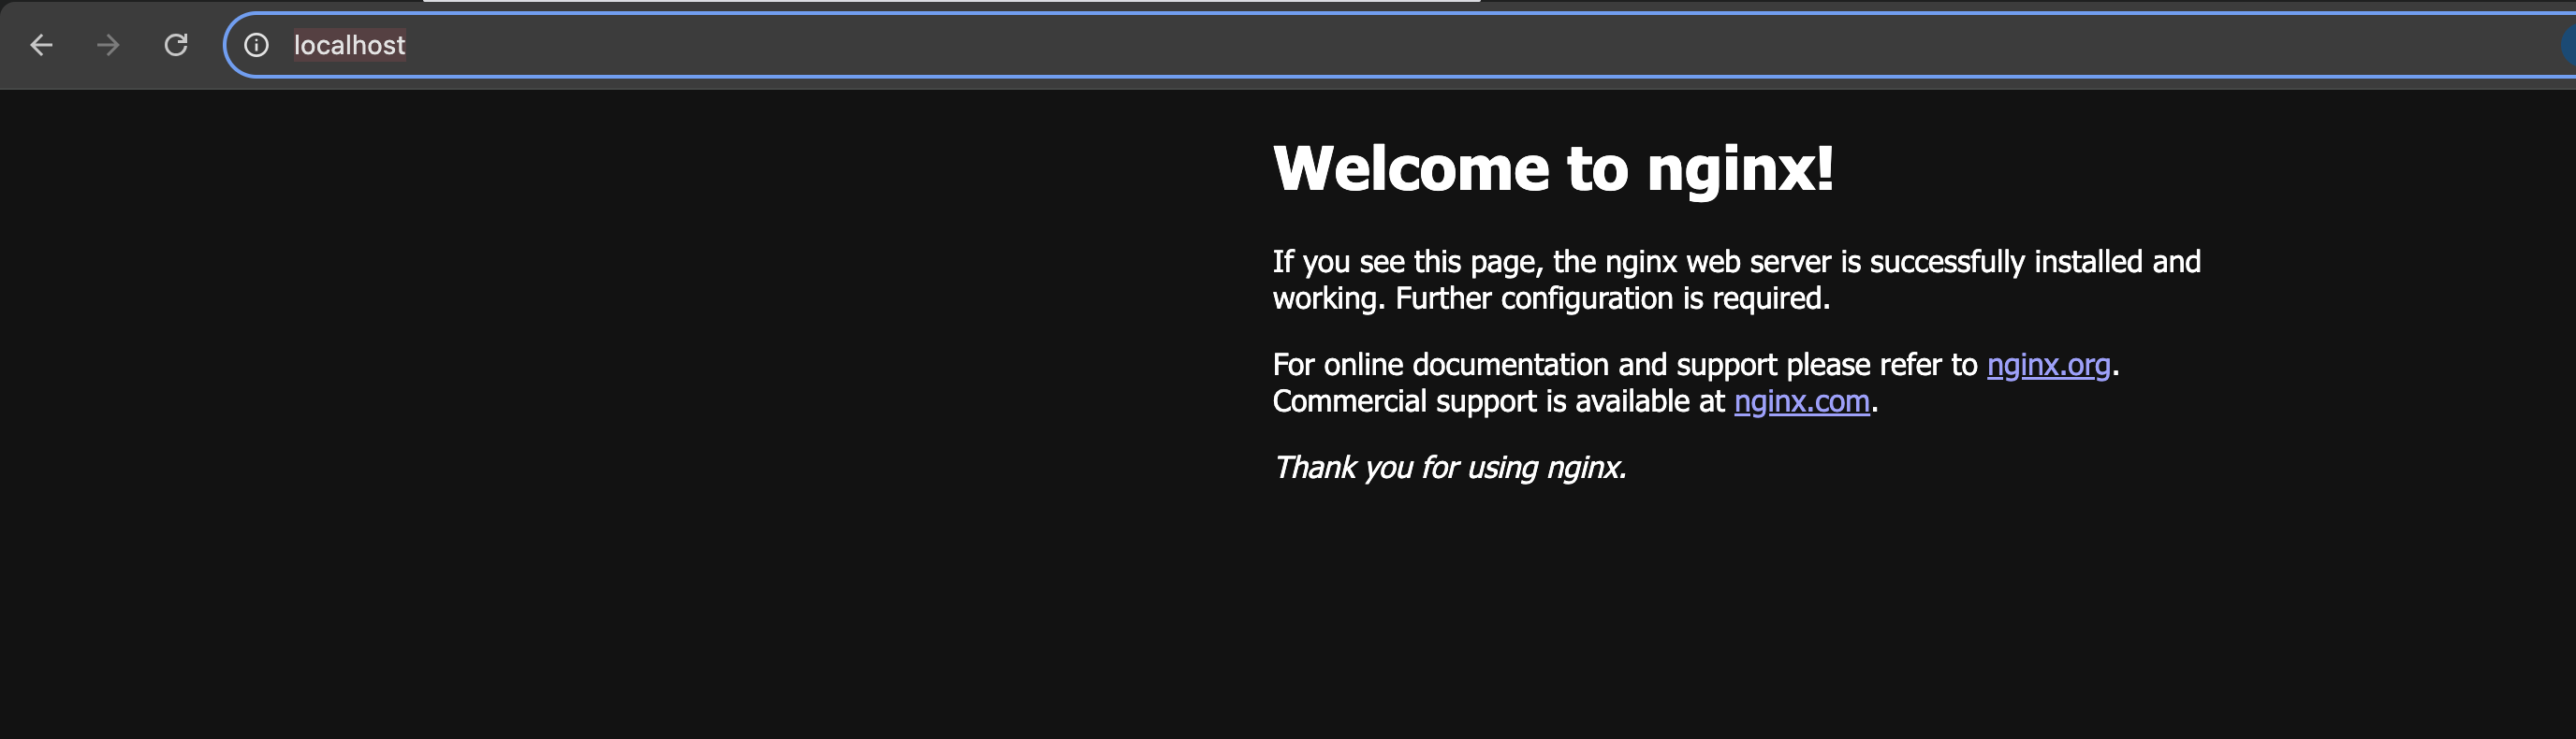 localhost
Welcome to nginx!
If you see this page, the nginx web server is successfully installed and
working. Further configuration is required.
For online documentation and support please refer to nginx.org.
Commercial support is available at nginx.com.
Thank you for using nginx.